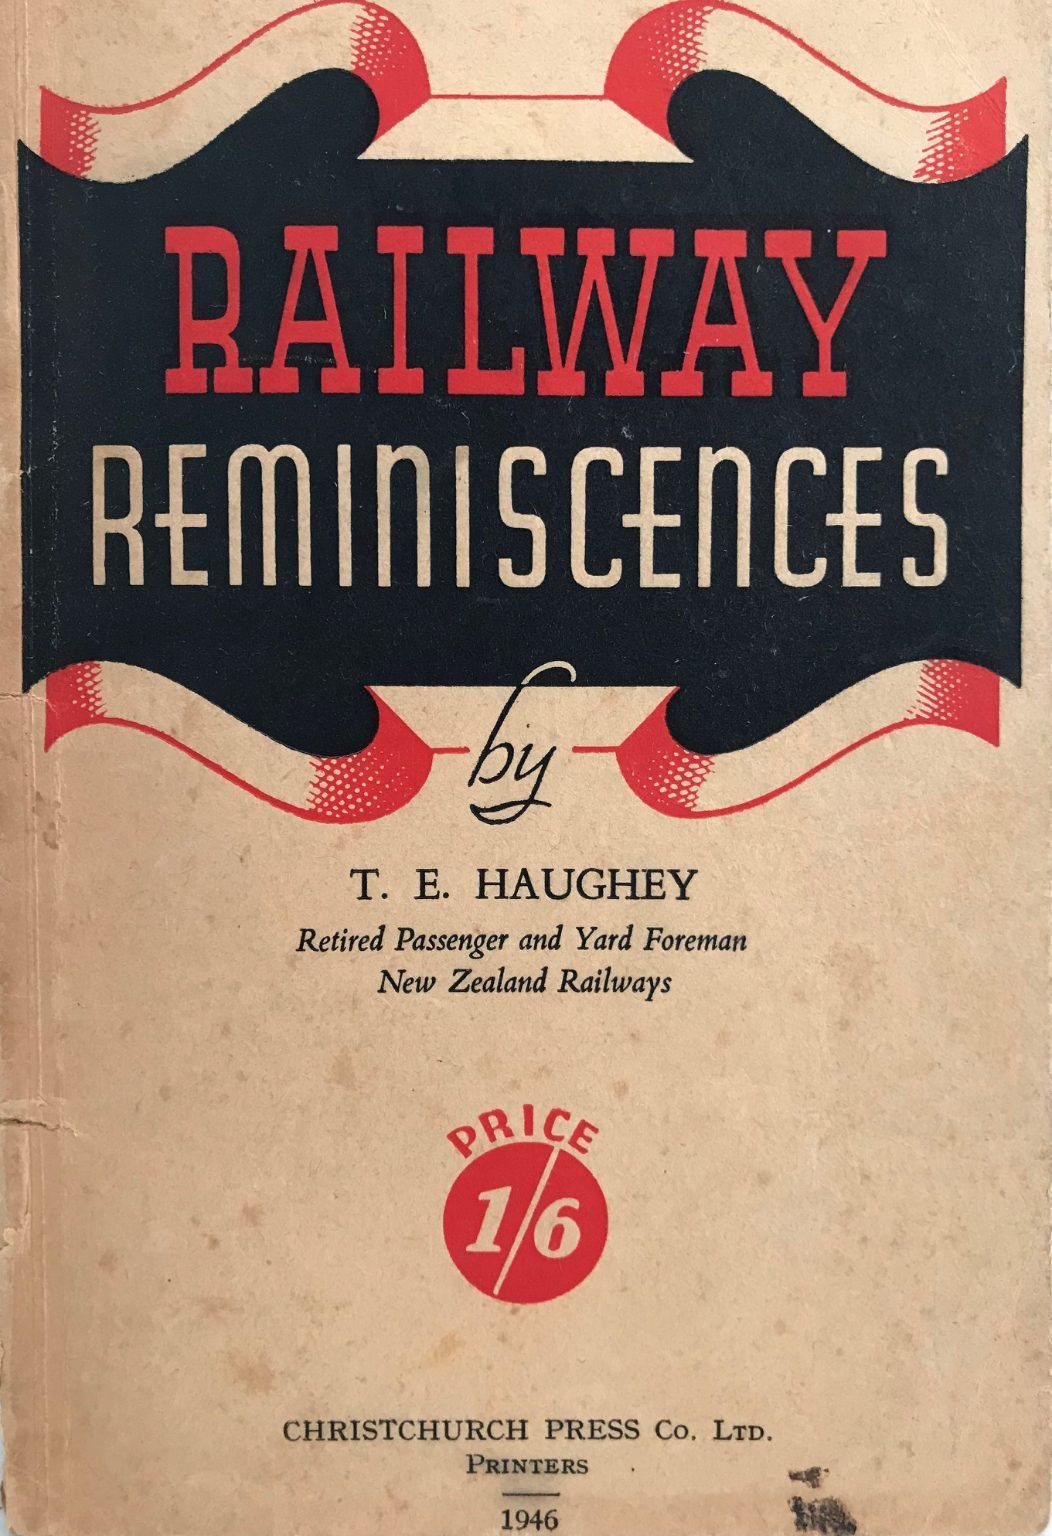 RAILWAY
REMINISCENCES
by
T. E. HAUGHEY
Retired Passenger and Yard Foreman
New Zealand Railways
PRICE
1/6
CHRISTCHURCH PRESS Co. LTD.
PRINTERS
1946